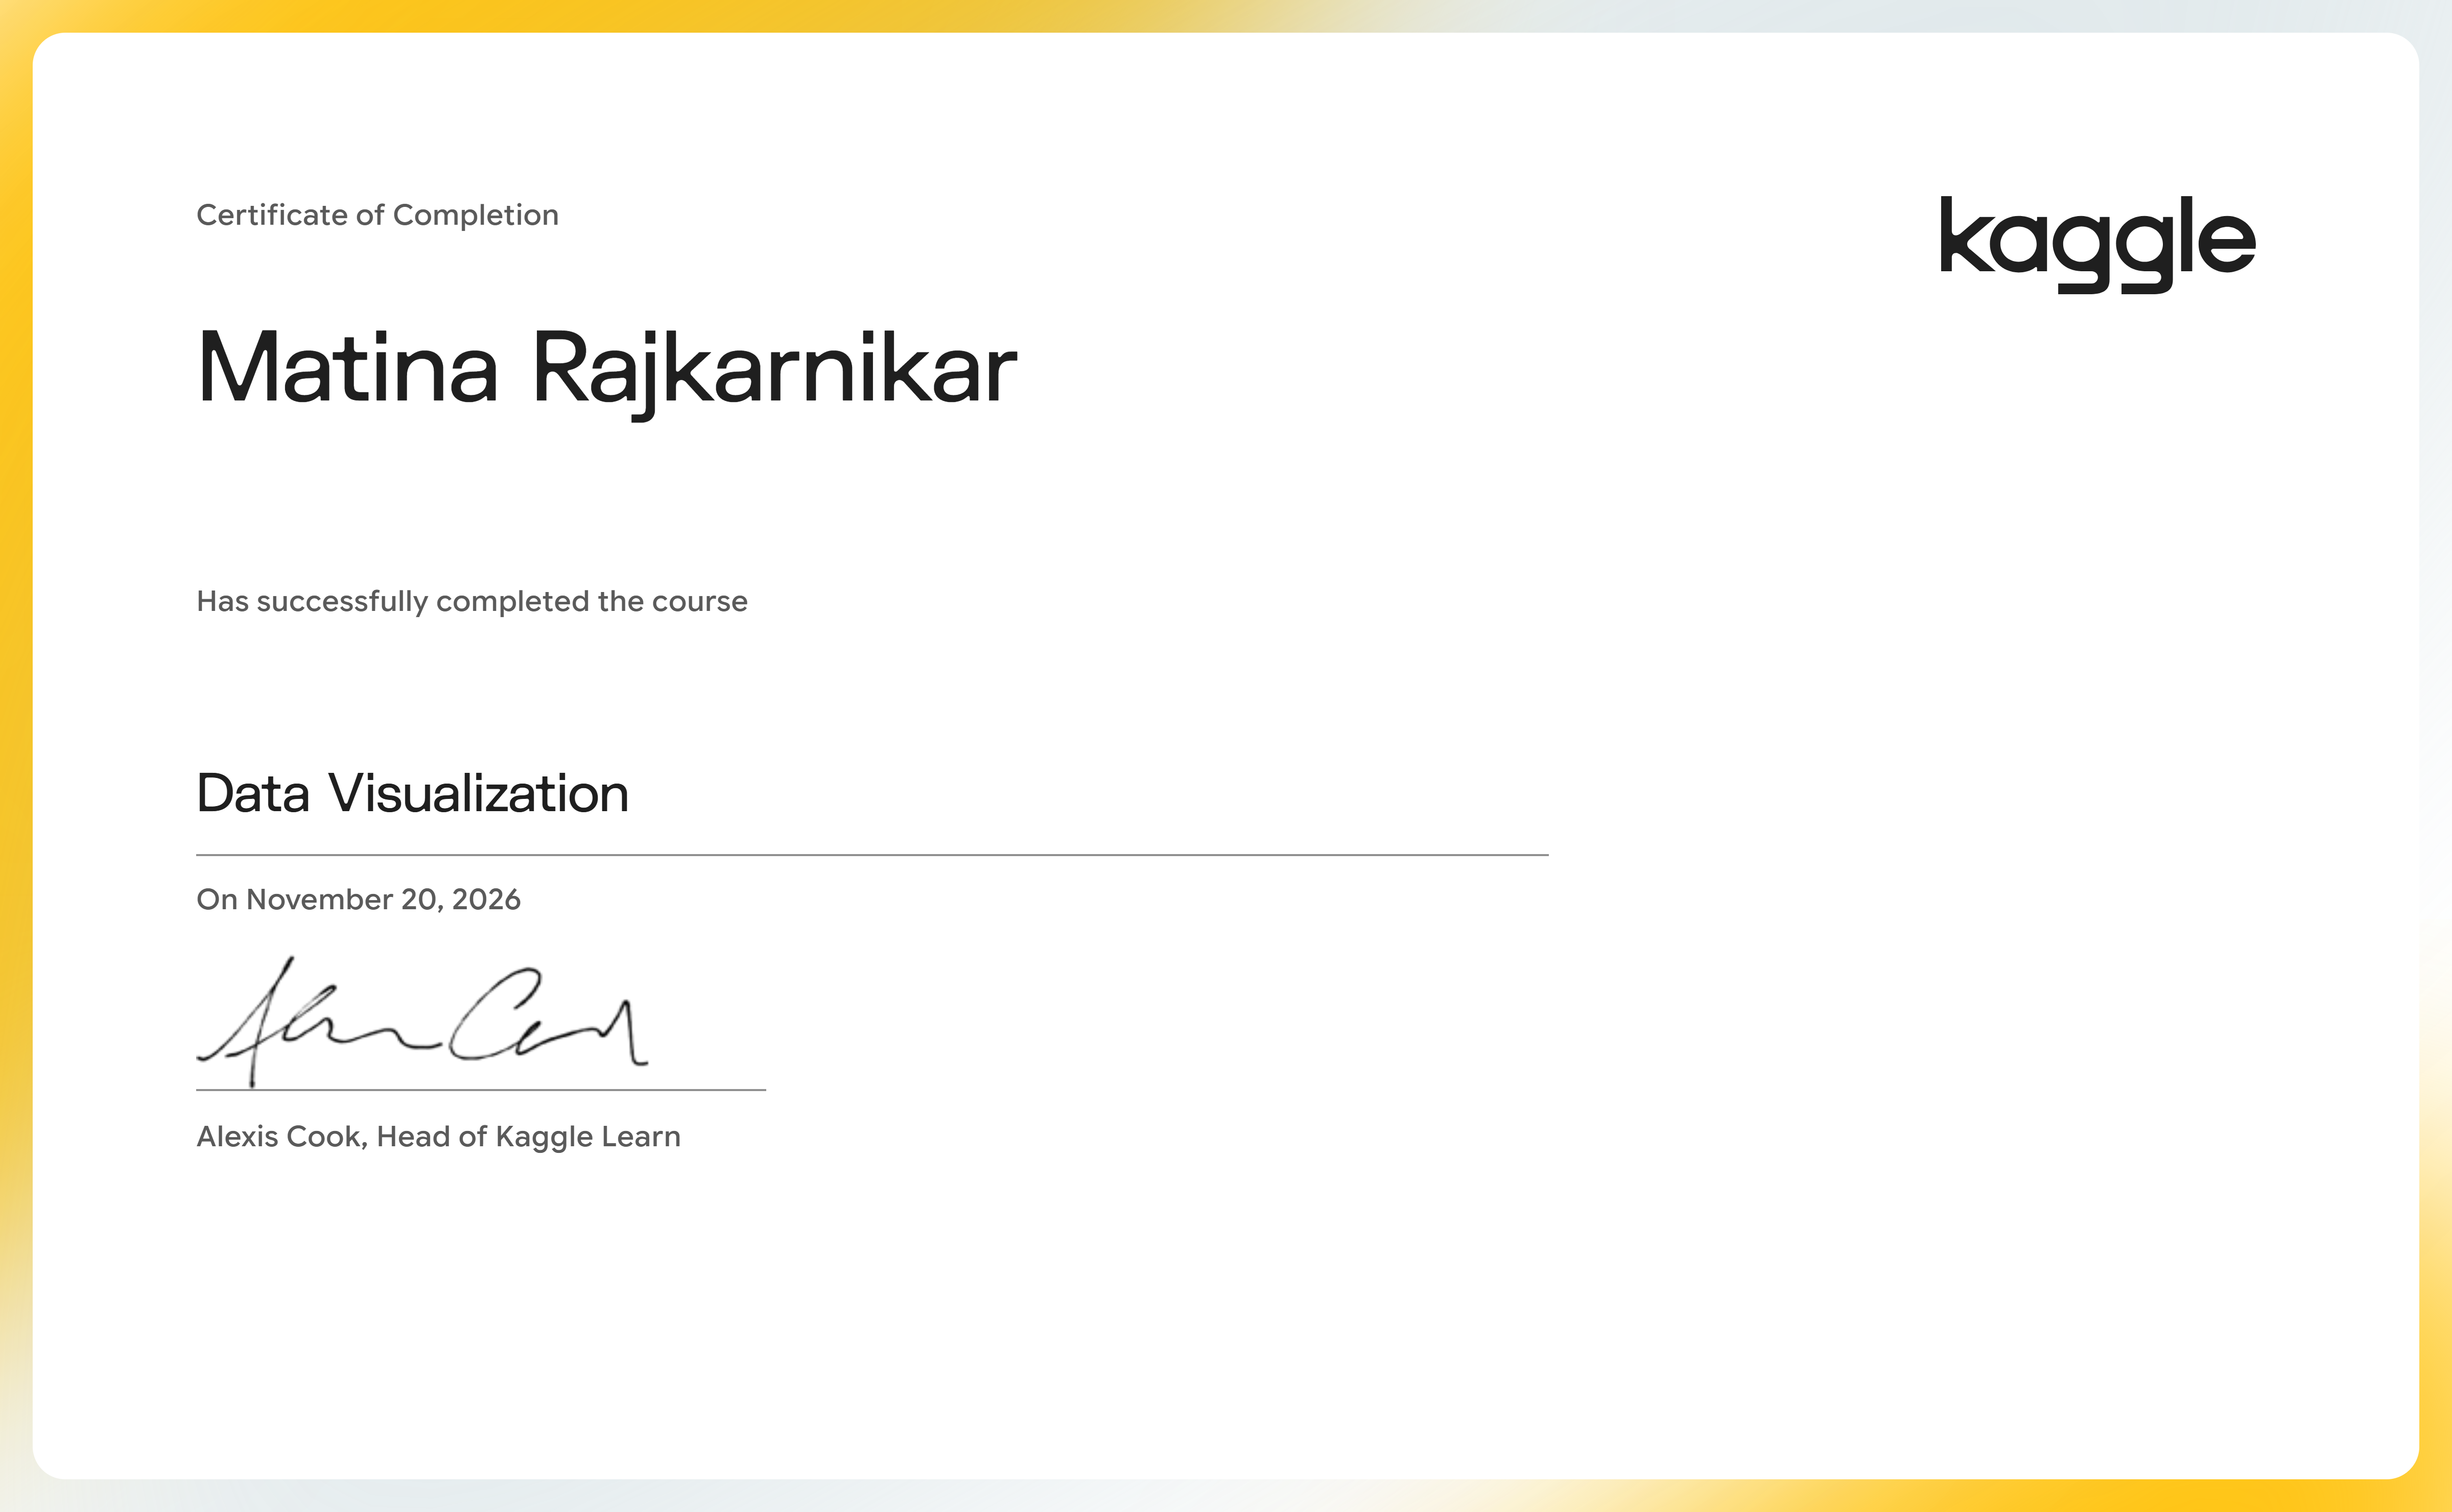 Certificate of Completion
kaggle
Matina Rajkarnikar
Has successfully completed the course
Data Visualization
On November 20, 2026
Alexis Cook, Head of Kaggle Learn